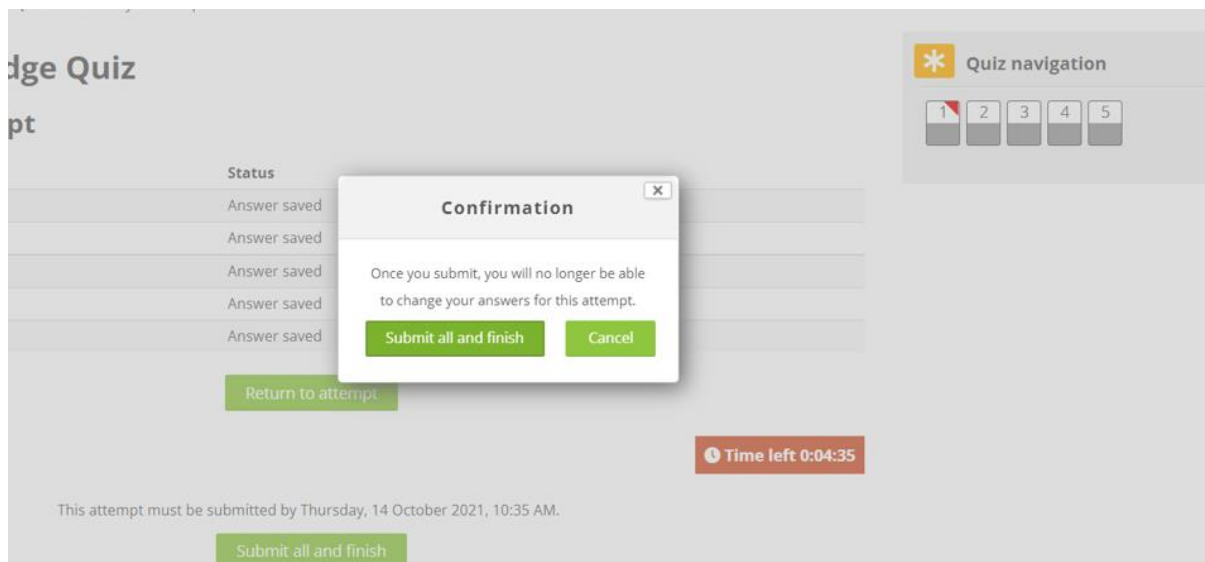 dge Quiz
pt
Status
Answer saved
Answer saved
Answer saved
Answer saved
Answer saved
Return to attempt
Time left 0:04:35
This attempt must be submitted by Thursday, 14 October 2021, 10:35 AM.
Submit all and finish
Confirmation
x
Once you submit, you will no longer be able
to change your answers for this attempt.
Submit all and finish Cancel
Quiz navigation
1 2 3 4 5